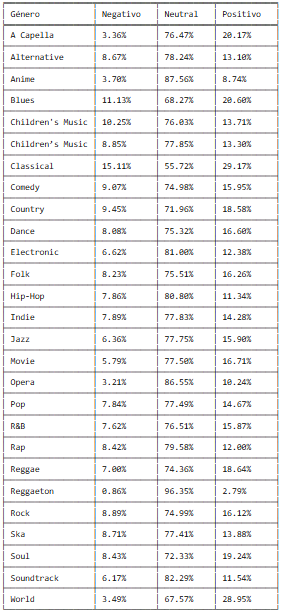 Género Negativo Neutral Positivo
A Capella 3.36% 76.47% 20.17%
Alternative 8.67% 78.24% 13.10%
Anime 3.70% 87.56% 8.74%
Blues 11.13% 68.27% 20.60%
Children's Music 10.25% 76.03% 13.71%
Children’s Music 8.85% 77.85% 13.30%
Classical 15.11% 55.72% 29.17%
Comedy 9.07% 74.98% 15.95%
Country 9.45% 71.96% 18.58%
Dance 8.08% 75.32% 16.60%
Electronic 6.62% 81.00% 12.38%
Folk 8.23% 75.51% 16.26%
Hip-Hop 7.86% 80.80% 11.34%
Indie 7.89% 77.83% 14.28%
Jazz 6.36% 77.75% 15.90%
Movie 5.79% 77.50% 16.71%
Opera 3.21% 86.55% 10.24%
Pop 7.84% 77.49% 14.67%
R&B 7.62% 76.51% 15.87%
Rap 8.42% 79.58% 12.00%
Reggae 7.00% 74.36% 18.64%
Reggaeton 0.86% 96.35% 2.79%
Rock 8.89% 74.99% 16.12%
Ska 8.71% 77.41% 13.88%
Soul 8.43% 72.33% 19.24%
Soundtrack 6.17% 82.29% 11.54%
World 3.49% 67.57% 28.95%